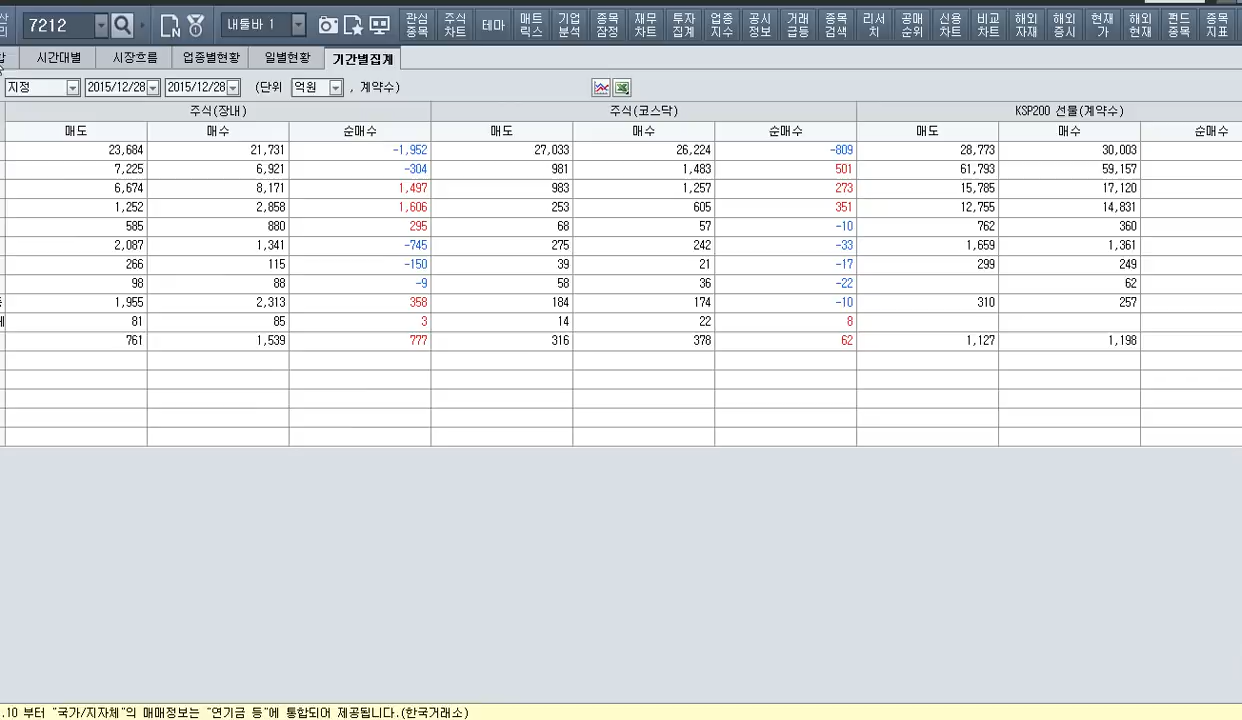 7212 내툴바 1 관심 종목 주식 차트 테마 매트 릭스 기업 분석 종목 잠정 재무 차트 투자 집계 업종 지수 공시 정보 거래 급등 종목 검색 리서 치 공매 순위 신용 차트 비교 차트 해외 자재 해외 증시 현재 가 해외 현재 펀드 종목 종목 지표
시간대별 시장흐름 업종별현황 일별현황 기간별집계
지정 2015/12/28 2015/12/28 (단위 억원 , 계약수)
주식(장내) 주식(코스닥) KSP200 선물(계약수)
매도 매수 순매수 매도 매수 순매수 매도 매수 순매수
23,684 21,731 -1,952 27,033 26,224 -809 28,773 30,003
7,225 6,921 -304 981 1,483 501 61,793 59,157
6,674 8,171 1,497 983 1,257 273 15,785 17,120
1,252 2,858 1,606 253 605 351 12,755 14,831
585 880 295 68 57 -10 762 360
2,087 1,341 -745 275 242 -33 1,659 1,361
266 115 -150 39 21 -17 299 249
98 88 -9 58 36 -22 62
1,955 2,313 358 184 174 -10 310 257
81 85 3 14 22 8
761 1,539 777 316 378 62 1,127 1,198
.10 부터 "국가/지자체"의 매매정보는 "연기금 등"에 통합되어 제공됩니다.(한국거래소)